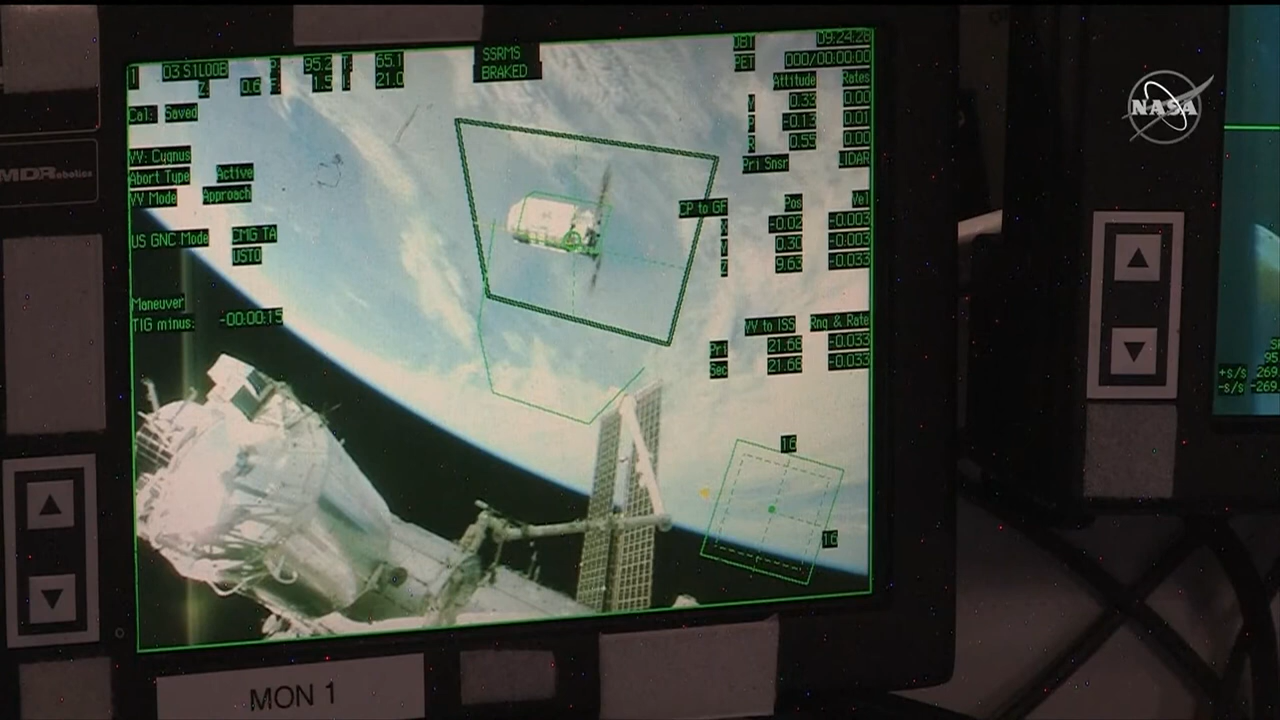 1
03 S1LOOB
P: 95.2 T: 65.1
Z: 0.6
1.5 21.0
SSRMS
BRAKED
Cal: Saved
VV: Cygnus
Abort Type Active
VV Mode Approach
US GNC Mode CMG TA
USTO
Maneuver
TIG minus: -00:00:15
09:24:28
PET 000/00:00:00
Attitude Rates
Y 0.33 0.00
P -0.13 0.01
R 0.55 0.00
Pri Snsr LIDAR
CP to GF Pos Vel
X -0.02 -0.003
Y 0.30 -0.003
Z 9.63 -0.033
VV to ISS Rng & Rate
Pri 21.68 -0.033
Sec 21.68 -0.033
16
16
MDRobotics
MON 1
NASA
+s/s 269.
-s/s -269.